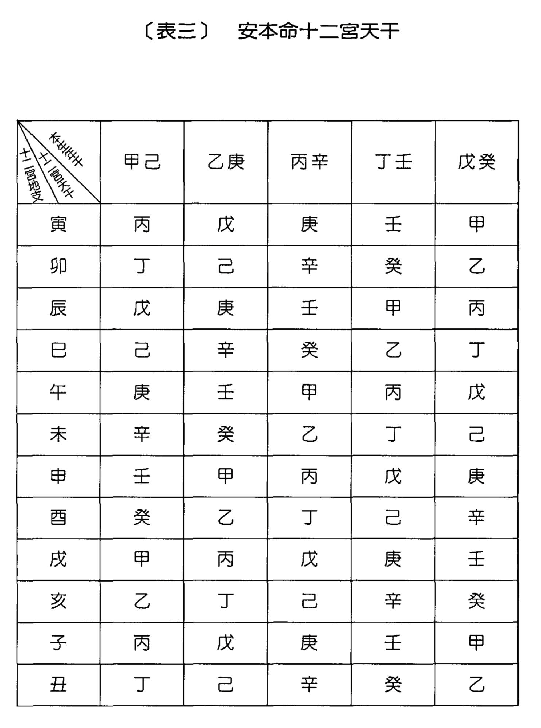 〔表三〕 安本命十二宮天干
本生年干 十二宮天干 十二宮地支 甲己 乙庚 丙辛 丁壬 戊癸
寅 丙 戊 庚 壬 甲
卯 丁 己 辛 癸 乙
辰 戊 庚 壬 甲 丙
巳 己 辛 癸 乙 丁
午 庚 壬 甲 丙 戊
未 辛 癸 乙 丁 己
申 壬 甲 丙 戊 庚
酉 癸 乙 丁 己 辛
戌 甲 丙 戊 庚 壬
亥 乙 丁 己 辛 癸
子 丙 戊 庚 壬 甲
丑 丁 己 辛 癸 乙